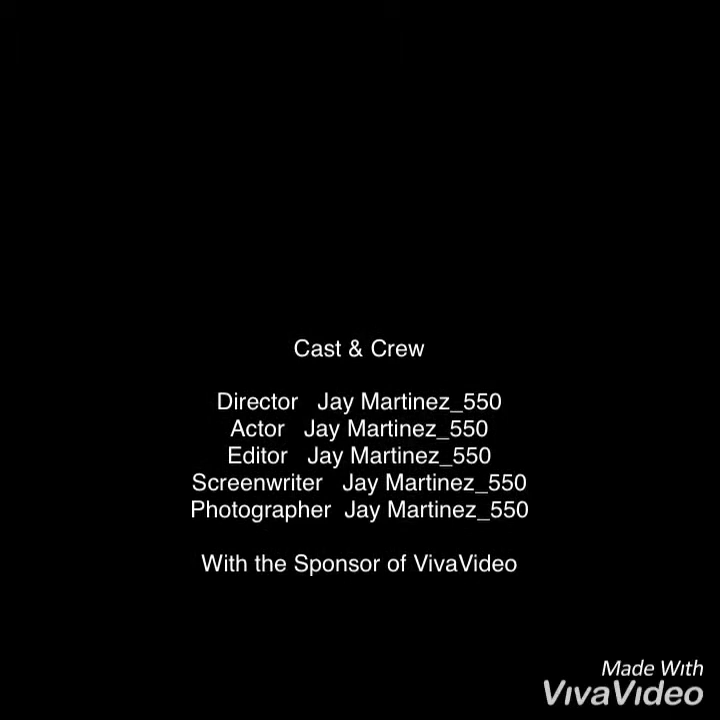 Cast & Crew
Director Jay Martinez_550
Actor Jay Martinez_550
Editor Jay Martinez_550
Screenwriter Jay Martinez_550
Photographer Jay Martinez_550
With the Sponsor of VivaVideo
Made With
VivaVideo